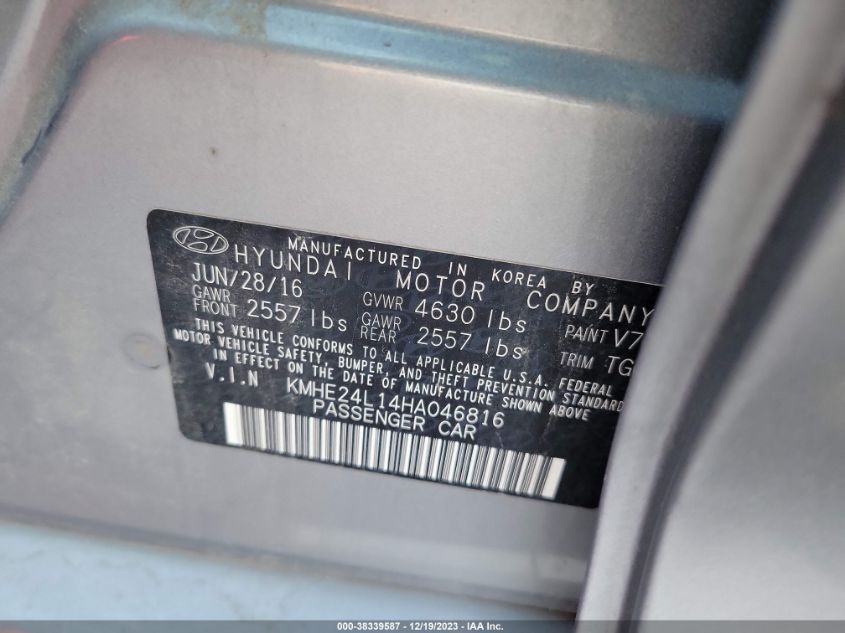 MANUFACTURED IN KOREA BY
HYUNDAI MOTOR COMPANY
JUN/28/16 GVWR 4630 lbs PAINT V7
GAWR FRONT 2557 lbs GAWR REAR 2557 lbs TRIM TG
THIS VEHICLE CONFORMS TO ALL APPLICABLE U.S.A. FEDERAL
MOTOR VEHICLE SAFETY, BUMPER, AND THEFT PREVENTION STANDARD
IN EFFECT ON THE DATE OF MANUFACTURE SHOWN ABOVE
V.I.N KMHE24L14HA046816
PASSENGER CAR
000-38339587 - 12/19/2023 - ©IAA Inc.